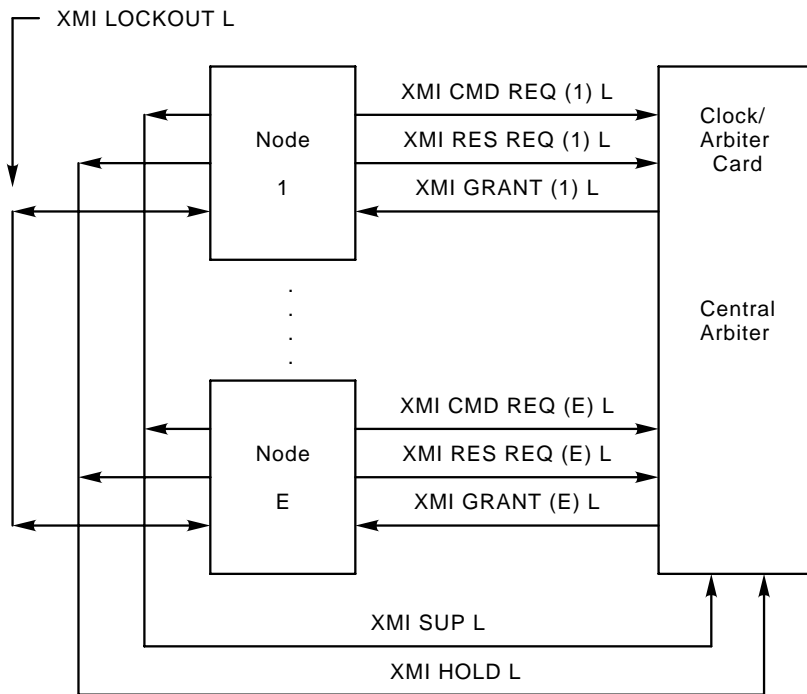 XMI LOCKOUT L
XMI CMD REQ (1) L
Clock/
Arbiter
Card
Node
1
XMI RES REQ (1) L
XMI GRANT (1) L
Central
Arbiter
XMI CMD REQ (E) L
Node
E
XMI RES REQ (E) L
XMI GRANT (E) L
XMI SUP L
XMI HOLD L